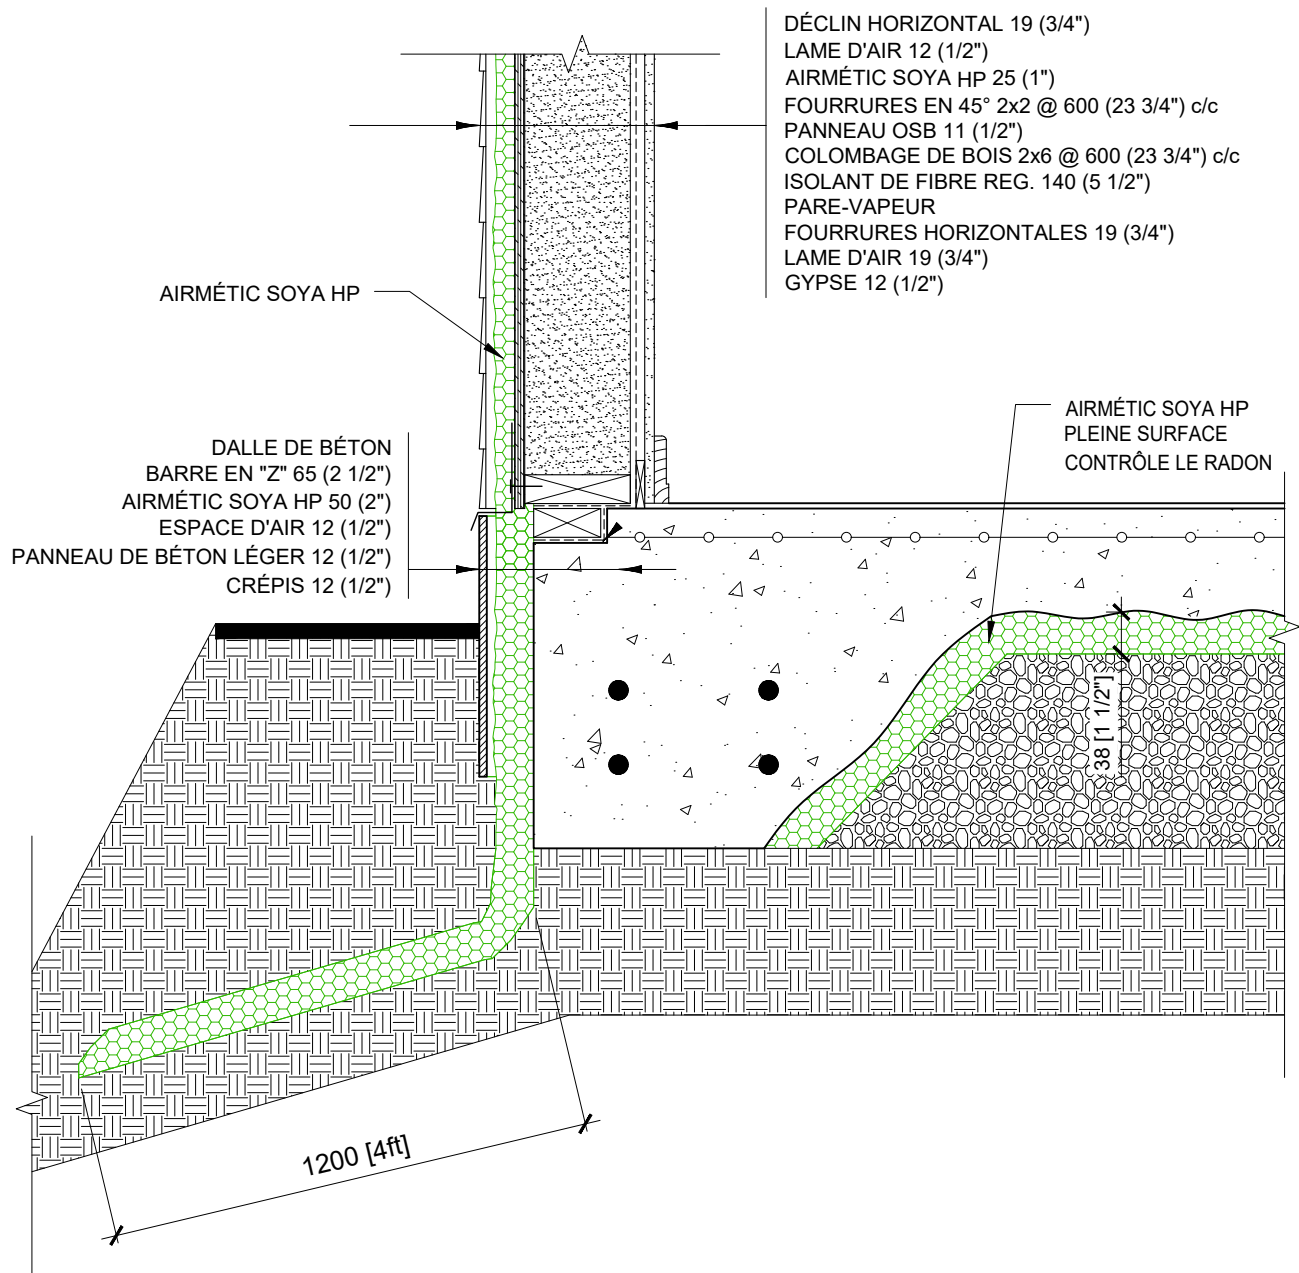 DÉCLIN HORIZONTAL 19 (3/4")
LAME D'AIR 12 (1/2")
AIRMÉTIC SOYA HP 25 (1")
FOURRURES EN 45° 2x2 @ 600 (23 3/4") c/c
PANNEAU OSB 11 (1/2")
COLOMBAGE DE BOIS 2x6 @ 600 (23 3/4") c/c
ISOLANT DE FIBRE REG. 140 (5 1/2")
PARE-VAPEUR
FOURRURES HORIZONTALES 19 (3/4")
LAME D'AIR 19 (3/4")
GYPSE 12 (1/2")
AIRMÉTIC SOYA HP
AIRMÉTIC SOYA HP
PLEINE SURFACE
CONTRÔLE LE RADON
DALLE DE BÉTON
BARRE EN "Z" 65 (2 1/2")
AIRMÉTIC SOYA HP 50 (2")
ESPACE D'AIR 12 (1/2")
PANNEAU DE BÉTON LÉGER 12 (1/2")
CRÉPIS 12 (1/2")
38 [1 1/2"]
1200 [4ft]